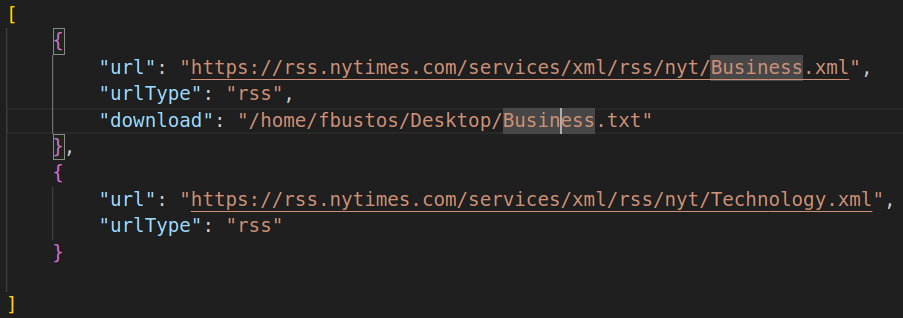 [
    {
        "url": "https://rss.nytimes.com/services/xml/rss/nyt/Business.xml",
        "urlType": "rss",
        "download": "/home/fbustos/Desktop/Business.txt"
    },
    {
        "url": "https://rss.nytimes.com/services/xml/rss/nyt/Technology.xml",
        "urlType": "rss"
    }
]